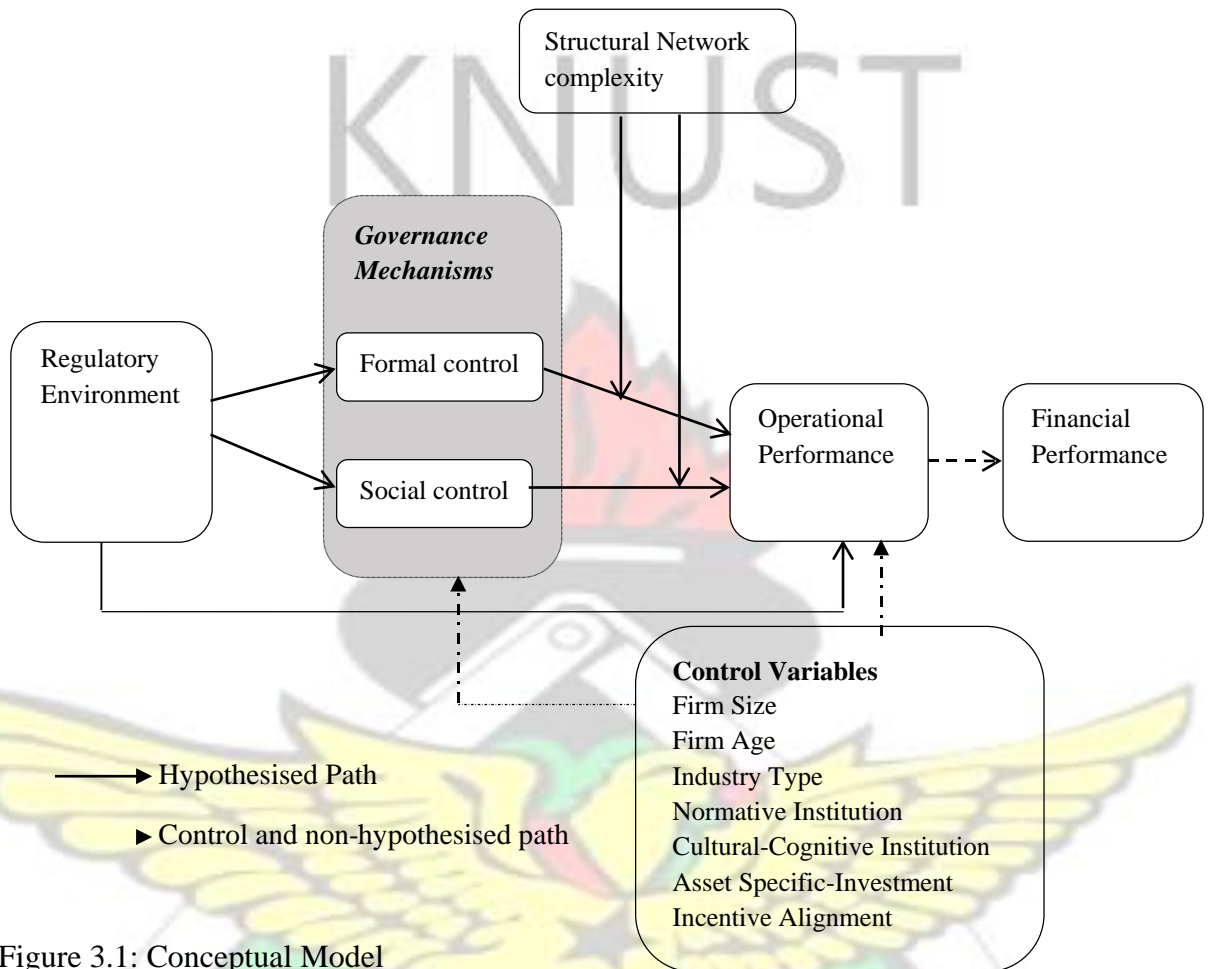 KNUST
Structural Network
complexity
Governance
Mechanisms
Regulatory
Environment
Formal control
Social control
Operational
Performance
Financial
Performance
Control Variables
Firm Size
Firm Age
Industry Type
Normative Institution
Cultural-Cognitive Institution
Asset Specific-Investment
Incentive Alignment
Hypothesised Path
Control and non-hypothesised path
Figure 3.1: Conceptual Model